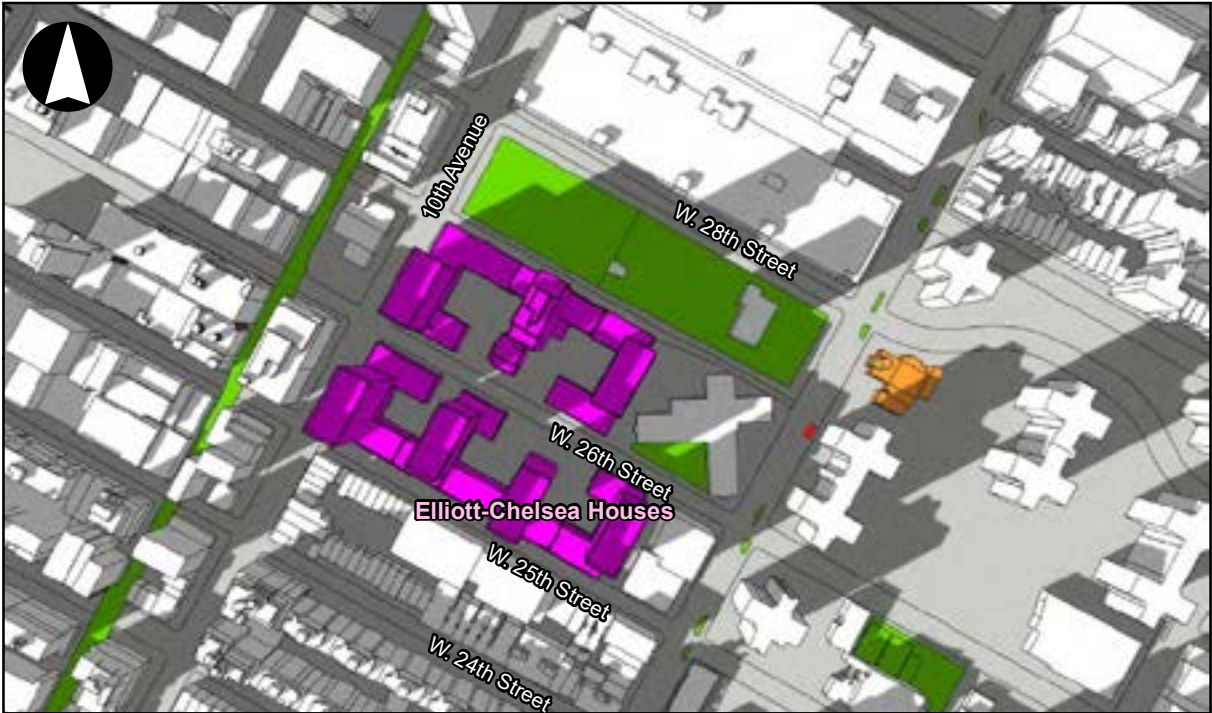 10th Avenue
W. 28th Street
W. 26th Street
Elliott-Chelsea Houses
W. 25th Street
W. 24th Street